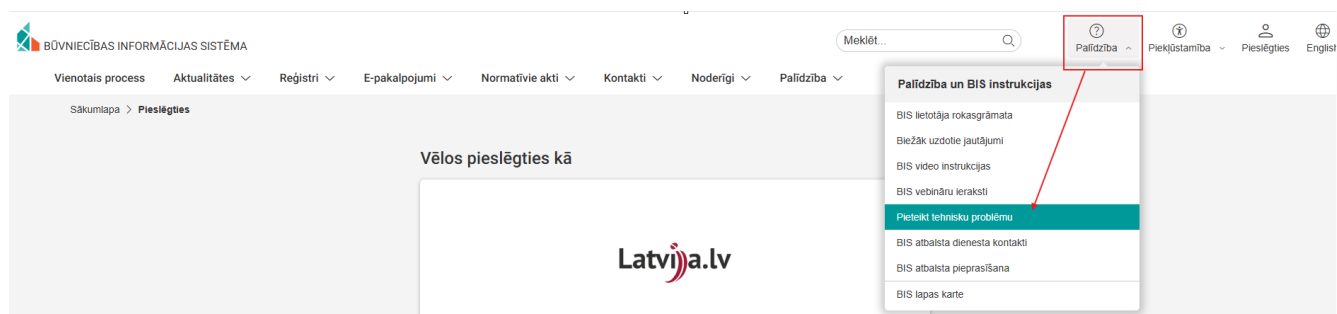 BŪVNIECĪBAS INFORMĀCIJAS SISTĒMA
Meklēt...
Palīdzība
Piekļūstamība
Pieslēgties
English
Vienotais process Aktualitātes Reģistri E-pakalpojumi Normatīvie akti Kontakti Noderīgi Palīdzība
Sākumlapa > Pieslēgties
Vēlos pieslēgties kā
Latvija.lv
Palīdzība un BIS instrukcijas
BIS lietotāja rokasgrāmata
Biežāk uzdotie jautājumi
BIS video instrukcijas
BIS vebināru ieraksti
Pieteikt tehnisku problēmu
BIS atbalsta dienesta kontakti
BIS atbalsta pieprasīšana
BIS lapas karte